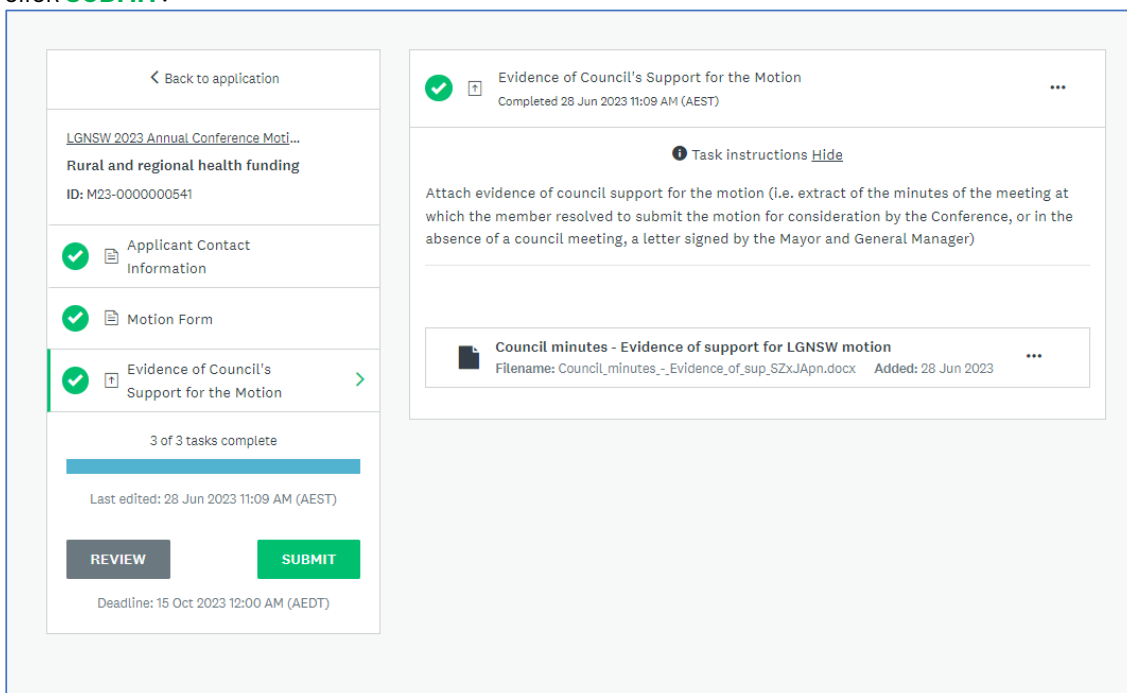 click SUBMIT.
Back to application
LGNSW 2023 Annual Conference Moti...
Rural and regional health funding
ID: M23-0000000541
Applicant Contact
Information
Motion Form
Evidence of Council's
Support for the Motion
3 of 3 tasks complete
Last edited: 28 Jun 2023 11:09 AM (AEST)
REVIEW
SUBMIT
Deadline: 15 Oct 2023 12:00 AM (AEDT)
Evidence of Council's Support for the Motion
Completed 28 Jun 2023 11:09 AM (AEST)
Task instructions Hide
Attach evidence of council support for the motion (i.e. extract of the minutes of the meeting at
which the member resolved to submit the motion for consideration by the Conference, or in the
absence of a council meeting, a letter signed by the Mayor and General Manager)
Council minutes - Evidence of support for LGNSW motion
Filename: Council_minutes_-_Evidence_of_sup_SZxJApn.docx Added: 28 Jun 2023